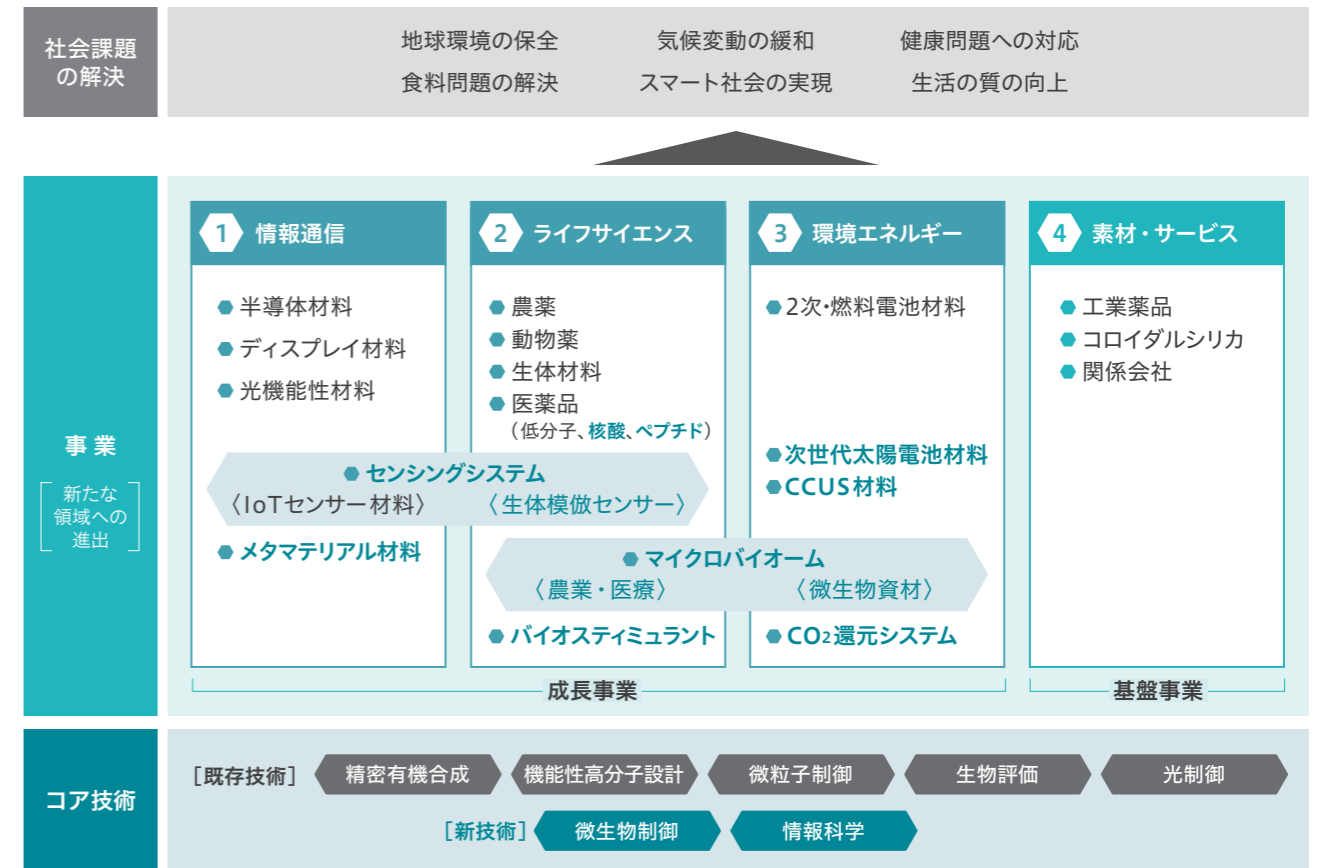 社会課題
の解決
地球環境の保全
気候変動の緩和
健康問題への対応
食料問題の解決
スマート社会の実現
生活の質の向上
事業
新たな
領域への
進出
1 情報通信
半導体材料
ディスプレイ材料
光機能性材料
2 ライフサイエンス
農薬
動物薬
生体材料
医薬品
（低分子、核酸、ペプチド）
3 環境エネルギー
2次・燃料電池材料
次世代太陽電池材料
CCUS材料
4 素材・サービス
工業薬品
コロイダルシリカ
関係会社
センシングシステム
〈IoTセンサー材料〉
〈生体模倣センサー〉
メタマテリアル材料
マイクロバイオーム
〈農業・医療〉
〈微生物資材〉
バイオスティミュラント
CO2還元システム
成長事業
基盤事業
コア技術
［既存技術］
精密有機合成
機能性高分子設計
微粒子制御
生物評価
光制御
［新技術］
微生物制御
情報科学